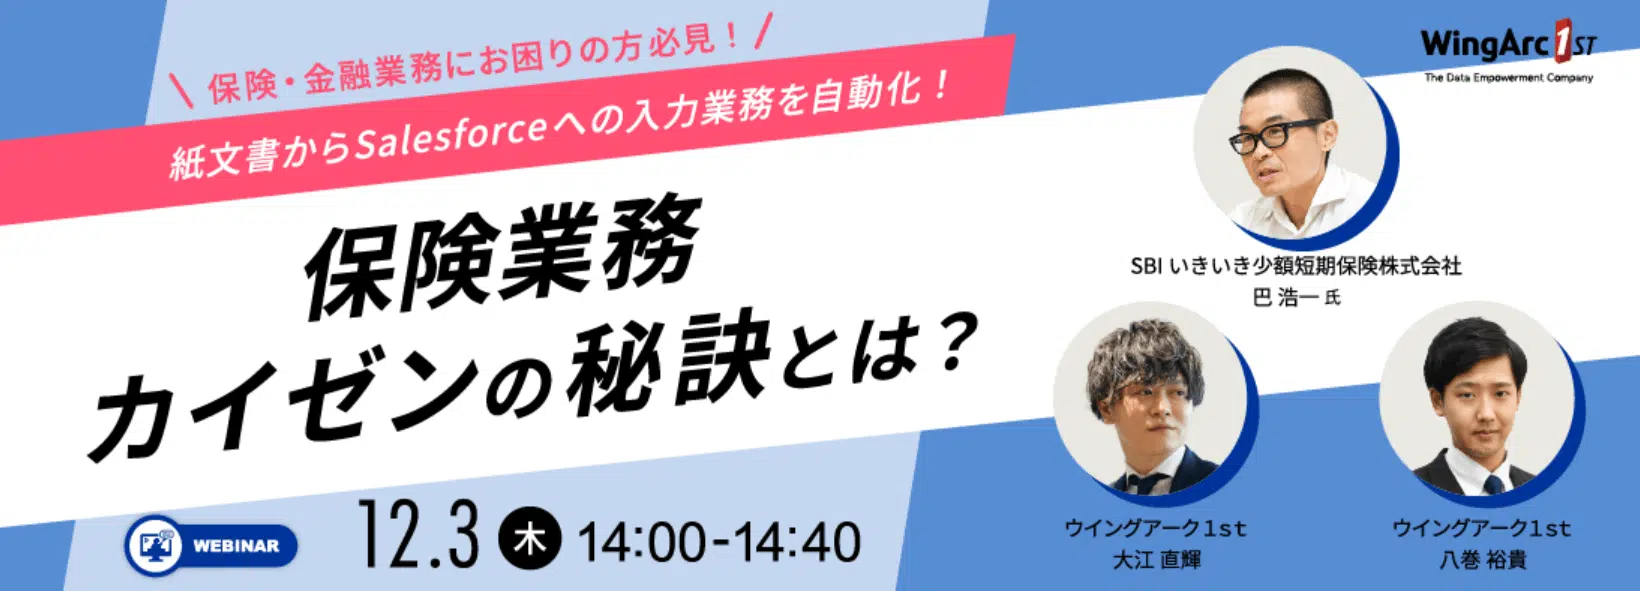 保険・金融業務にお困りの方必見！
紙文書からSalesforceへの入力業務を自動化！
保険業務
カイゼンの秘訣とは？
WEBINAR
12.3 木 14:00-14:40
WingArc 1ST
The Data Empowerment Company
SBI いきいき少額短期保険株式会社
巴 浩一 氏
ウイングアーク１st
大江 直輝
ウイングアーク１st
八巻 裕貴